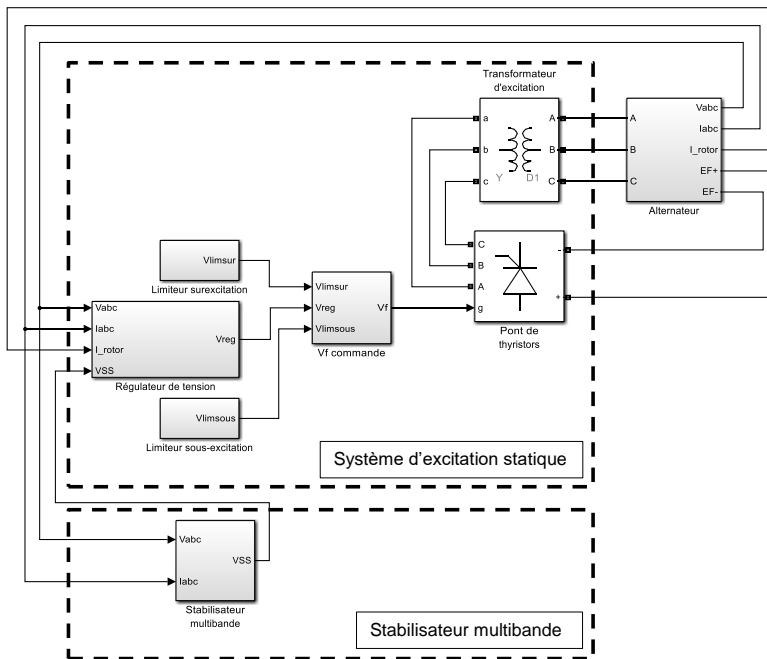 Transformateur
d'excitation
a
b
c
A
B
C
Y
D1
A
B
C
Vabc
Iabc
I_rotor
EF+
EF-
Alternateur
C
B
A
g
-
+
Pont de
thyristors
Vlimsur
Limiteur surexcitation
Vlimsur
Vreg
Vlimsous
Vf
Vf commande
Vabc
Iabc
I_rotor
VSS
Vreg
Régulateur de tension
Vlimsous
Limiteur sous-excitation
Système d'excitation statique
Vabc
Iabc
VSS
Stabilisateur
multibande
Stabilisateur multibande